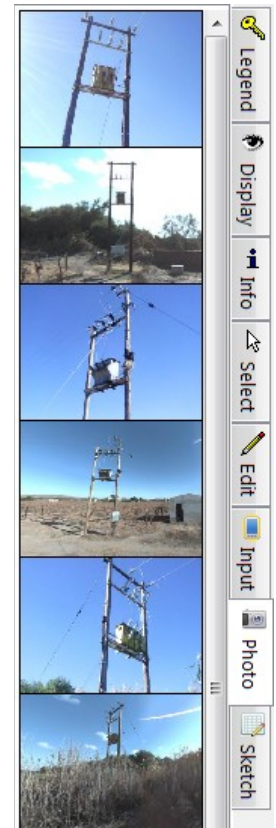 Legend
Display
Info
Select
Edit
Input
Photo
Sketch